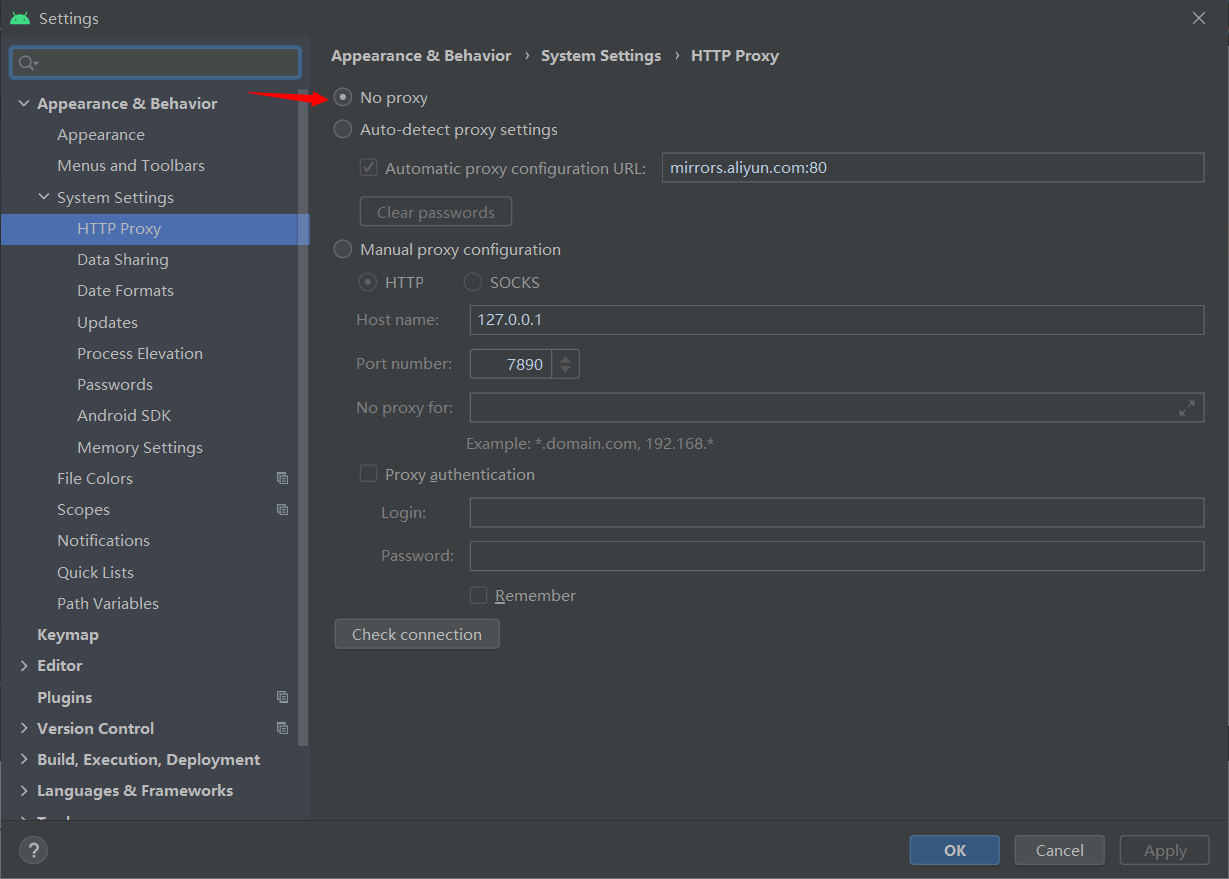 Settings
Appearance & Behavior
Appearance
Menus and Toolbars
System Settings
HTTP Proxy
Data Sharing
Date Formats
Updates
Process Elevation
Passwords
Android SDK
Memory Settings
File Colors
Scopes
Notifications
Quick Lists
Path Variables
Keymap
Editor
Plugins
Version Control
Build, Execution, Deployment
Languages & Frameworks
Appearance & Behavior › System Settings › HTTP Proxy
No proxy
Auto-detect proxy settings
Automatic proxy configuration URL: mirrors.aliyun.com:80
Clear passwords
Manual proxy configuration
HTTP SOCKS
Host name: 127.0.0.1
Port number: 7890
No proxy for:
Example: *.domain.com, 192.168.*
Proxy authentication
Login:
Password:
Remember
Check connection
? OK Cancel Apply